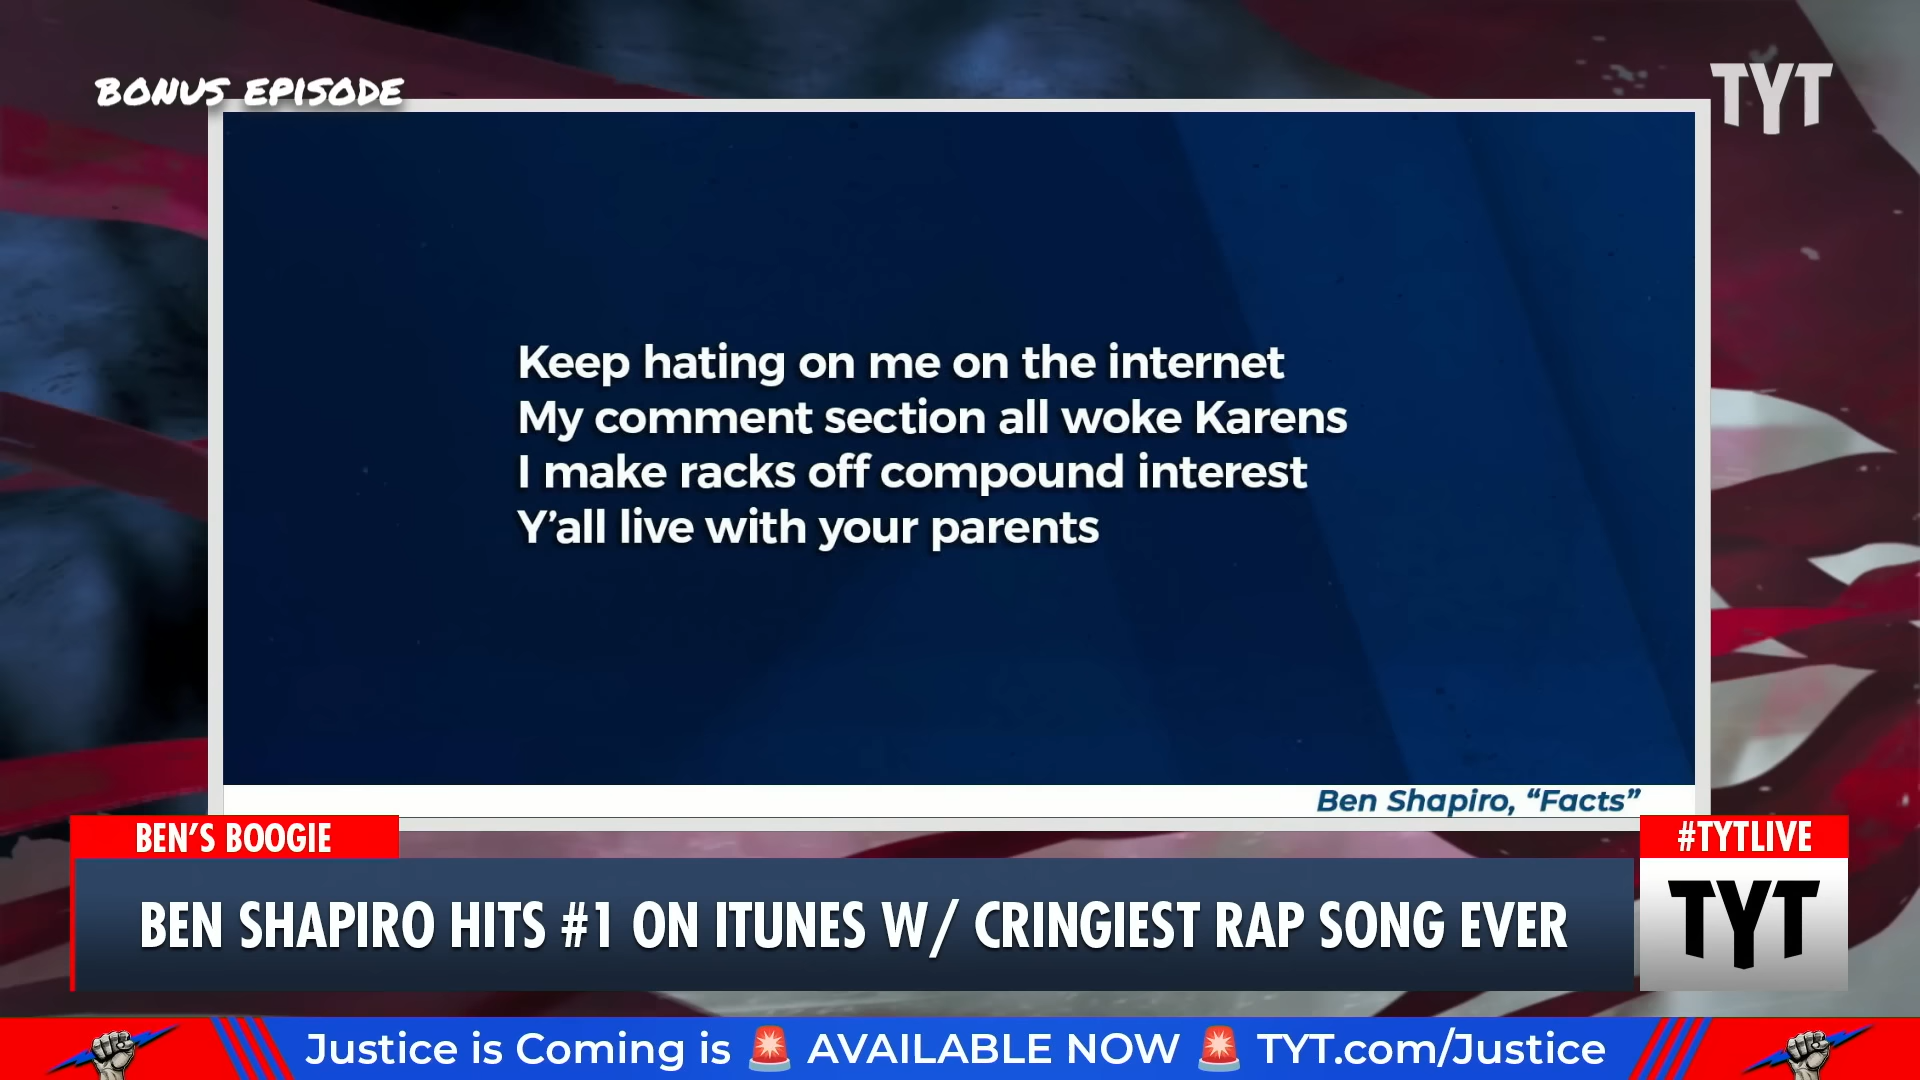 BONUS EPISODE
TYT
Keep hating on me on the internet
My comment section all woke Karens
I make racks off compound interest
Y’all live with your parents
Ben Shapiro, “Facts”
BEN’S BOOGIE
#TYTLIVE
BEN SHAPIRO HITS #1 ON ITUNES W/ CRINGIEST RAP SONG EVER
TYT
Justice is Coming is 🚨 AVAILABLE NOW 🚨 TYT.com/Justice